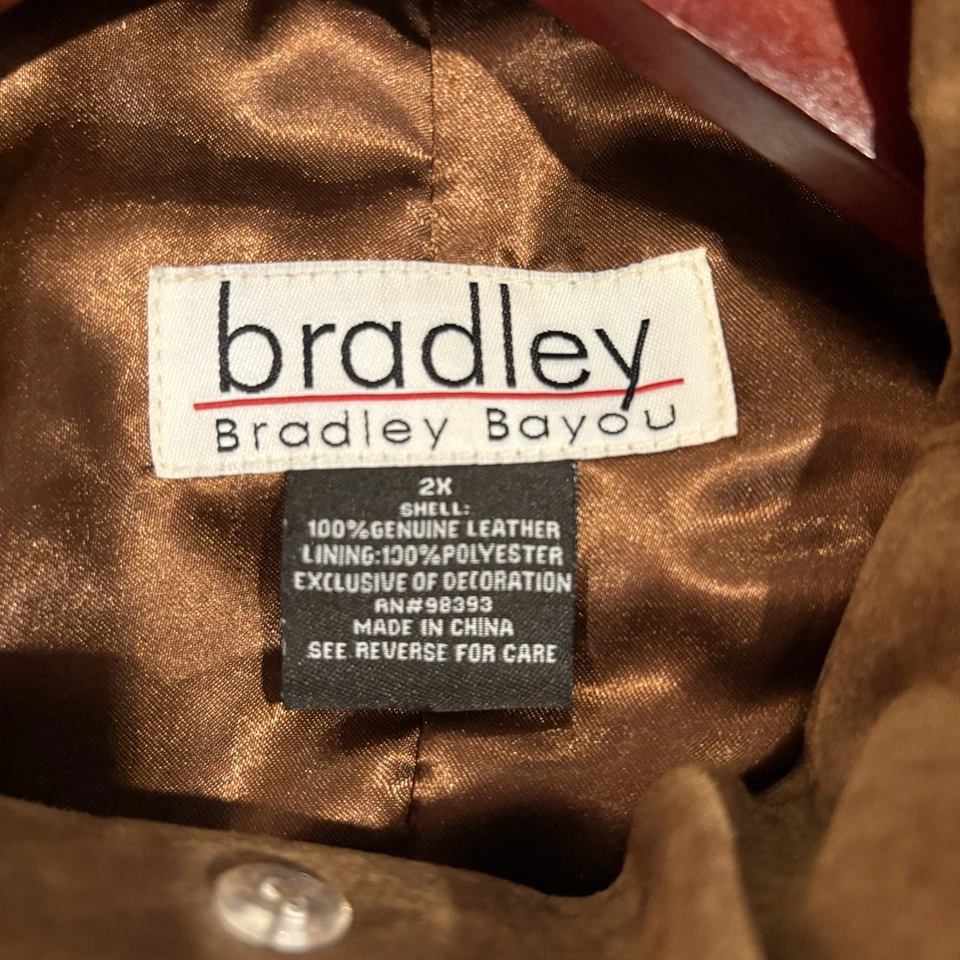 bradley
Bradley Bayou
2X
SHELL:
100%GENUINE LEATHER
LINING:100%POLYESTER
EXCLUSIVE OF DECORATION
RN#98393
MADE IN CHINA
SEE REVERSE FOR CARE